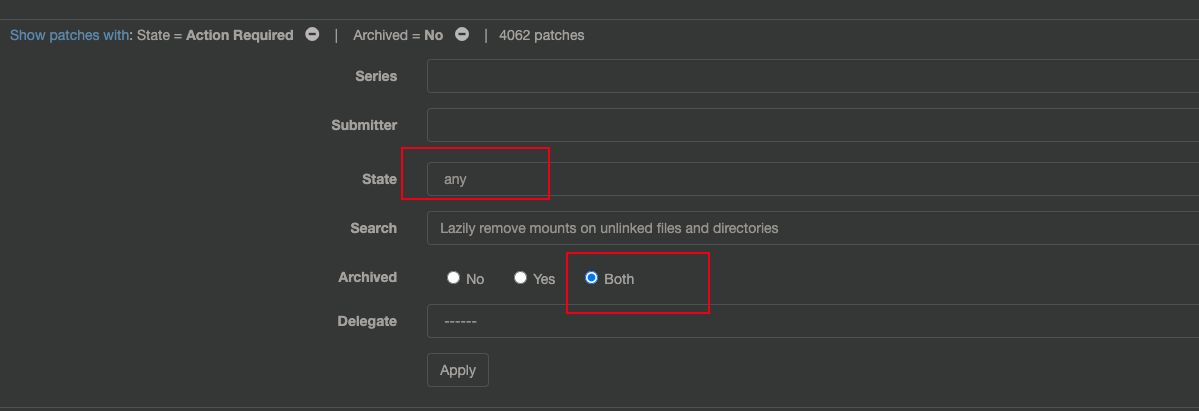 Show patches with: State = Action Required | Archived = No | 4062 patches
Series
Submitter
State any
Search Lazily remove mounts on unlinked files and directories
Archived No Yes Both
Delegate ------
Apply